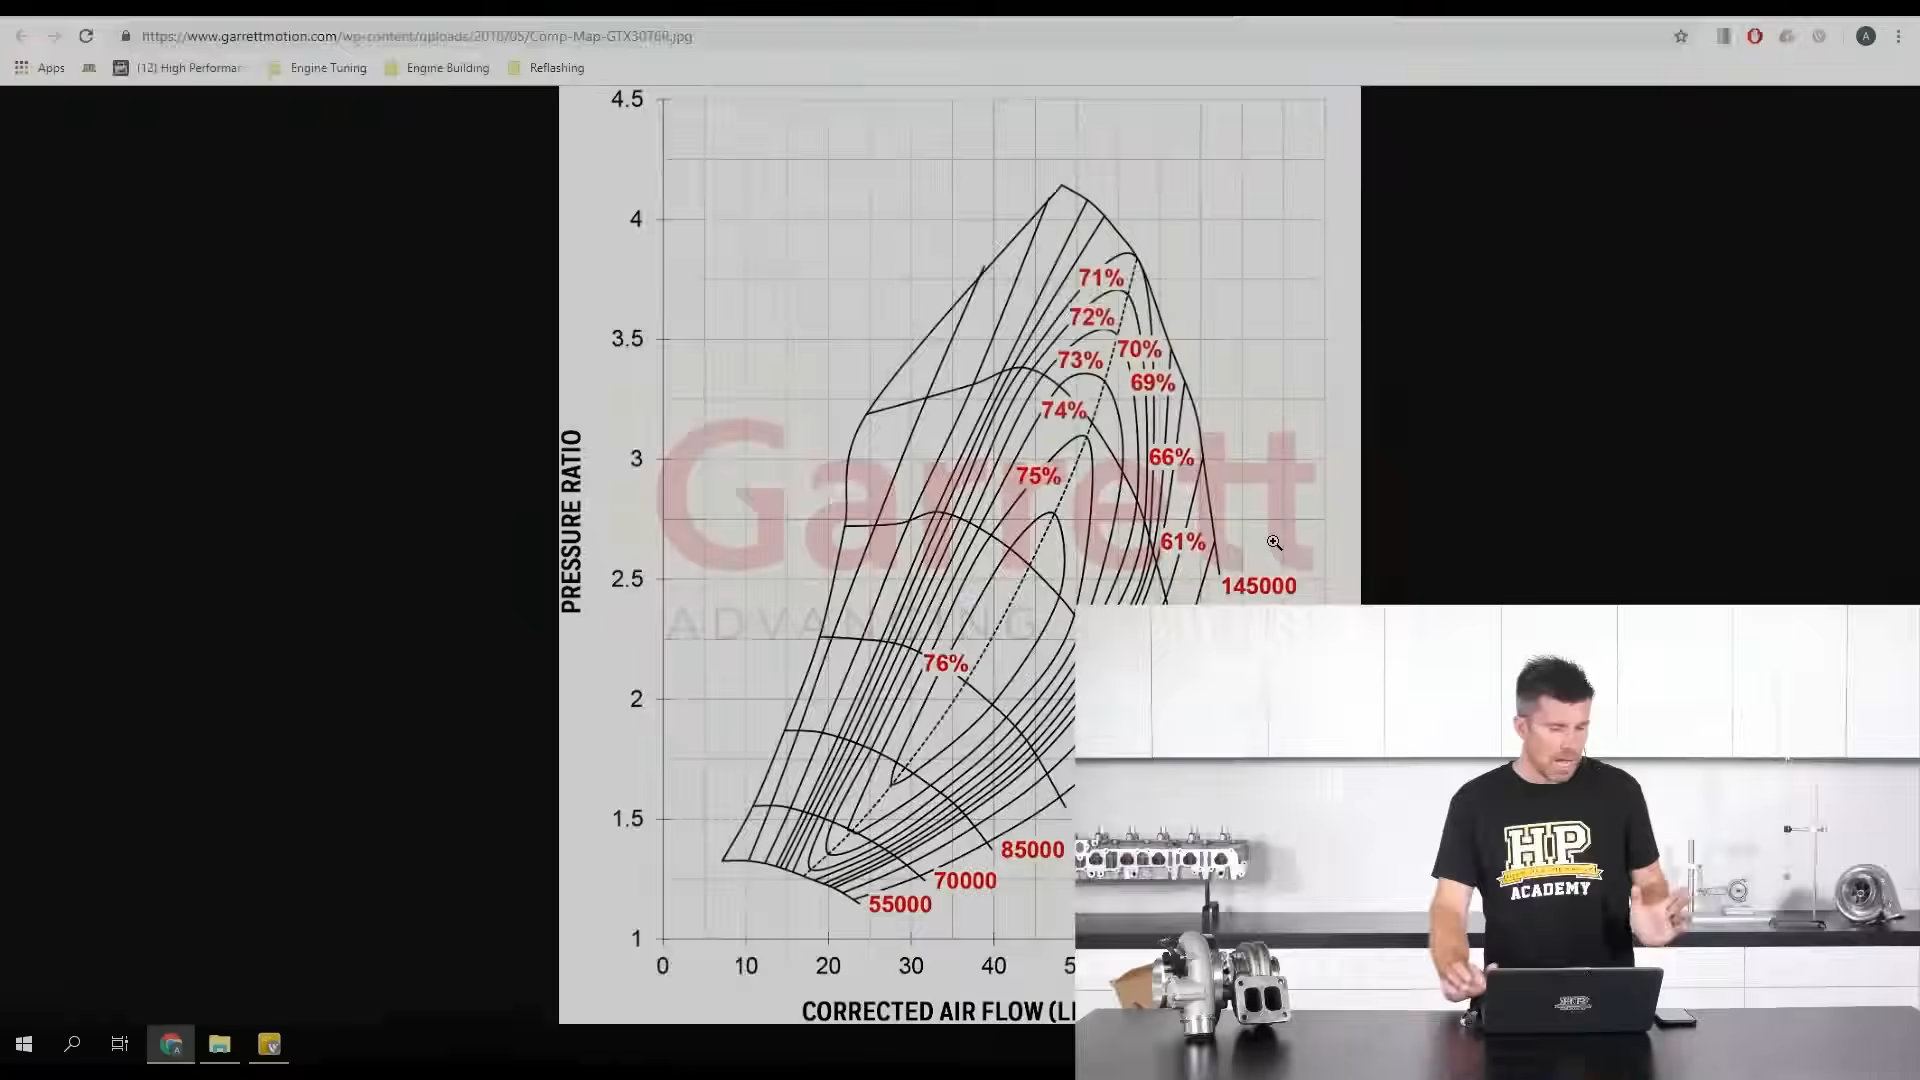 https://www.garrettmotion.com/wp-content/uploads/2018/05/Comp-Map-GTX3076R.jpg
A
Apps
(12) High Performan
Engine Tuning
Engine Building
Reflashing
4.5
4
3.5
3
2.5
2
1.5
1
PRESSURE RATIO
71%
72%
70%
73%
69%
74%
66%
75%
61%
145000
76%
85000
70000
55000
Garrett
ADVANCING
0
10
20
30
40
5
CORRECTED AIR FLOW (L
HP
ACADEMY
HP